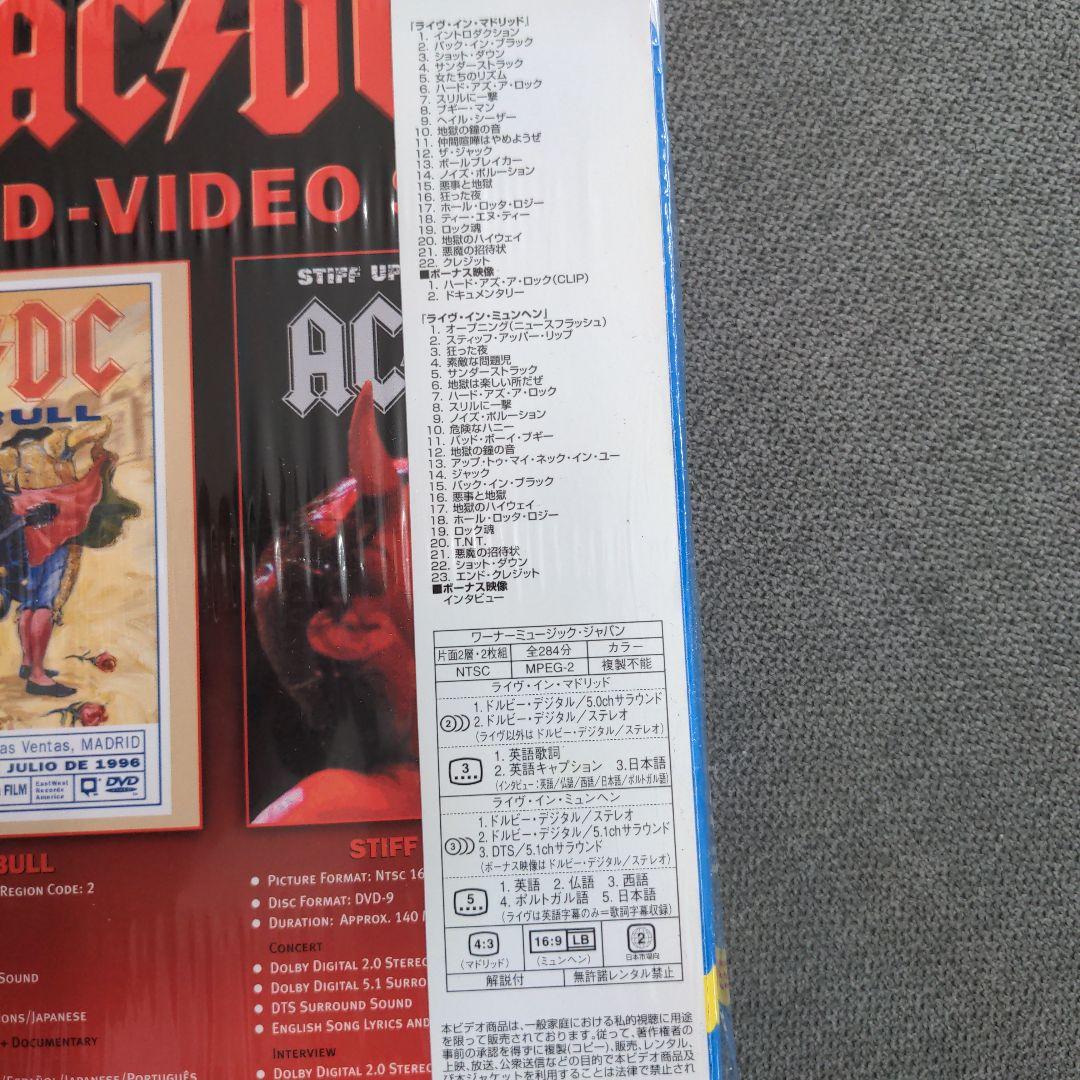 AC/D
D-VIDEO
/DC
BULL
as Ventas, MADRID
JULIO DE 1996
FILM
EastWest Records America
DVD
BULL
REGION CODE: 2
SOUND
ONS/JAPANESE
+ DOCUMENTARY
/ESPAÑOL/JAPANESE/PORTUGUÊS
STIFF UP
AC
STIFF
● PICTURE FORMAT: NTSC 16
● DISC FORMAT: DVD-9
● DURATION: APPROX. 140
CONCERT
● DOLBY DIGITAL 2.0 STEREO
● DOLBY DIGITAL 5.1 SURRO
● DTS SURROUND SOUND
● ENGLISH SONG LYRICS AND
INTERVIEW
● DOLBY DIGITAL 2.0 STEREO
「ライヴ・イン・マドリッド」
1. イントロダクション
2. バック・イン・ブラック
3. ショット・ダウン
4. サンダーストラック
5. 女たちのリズム
6. ハード・アズ・ア・ロック
7. スリルに一撃
8. ブギー・マン
9. ヘイル・シーザー
10. 地獄の鐘の音
11. 仲間喧嘩はやめようぜ
12. ザ・ジャック
13. ボールブレイカー
14. ノイズ・ポルーション
15. 悪事と地獄
16. 狂った夜
17. ホール・ロッタ・ロジー
18. ティー・エヌ・ティー
19. ロック魂
20. 地獄のハイウェイ
21. 悪魔の招待状
22. クレジット
■ボーナス映像
1. ハード・アズ・ア・ロック(CLIP)
2. ドキュメンタリー
「ライヴ・イン・ミュンヘン」
1. オープニング(ニュースフラッシュ)
2. スティッフ・アッパー・リップ
3. 狂った夜
4. 素敵な問題児
5. サンダーストラック
6. 地獄は楽しい所だぜ
7. ハード・アズ・ア・ロック
8. スリルに一撃
9. ノイズ・ポルーション
10. 危険なハニー
11. バッド・ボーイ・ブギー
12. 地獄の鐘の音
13. アップ・トゥ・マイ・ネック・イン・ユー
14. ジャック
15. バック・イン・ブラック
16. 悪事と地獄
17. 地獄のハイウェイ
18. ホール・ロッタ・ロジー
19. ロック魂
20. T.N.T.
21. 悪魔の招待状
22. ショット・ダウン
23. エンド・クレジット
■ボーナス映像
インタビュー
ワーナーミュージック・ジャパン
片面2層・2枚組 全284分 カラー
NTSC MPEG-2 複製不能
ライヴ・イン・マドリッド
2
1. ドルビー・デジタル/5.0chサラウンド
2. ドルビー・デジタル/ステレオ
(ライヴ以外はドルビー・デジタル/ステレオ)
3
1. 英語歌詞
2. 英語キャプション 3. 日本語
(インタビュー:英語/仏語/西語/日本語/ポルトガル語)
ライヴ・イン・ミュンヘン
3
1. ドルビー・デジタル/ステレオ
2. ドルビー・デジタル/5.1chサラウンド
3. DTS/5.1chサラウンド
(ボーナス映像はドルビー・デジタル/ステレオ)
5
1. 英語 2. 仏語 3. 西語
4. ポルトガル語 5. 日本語
(ライヴは英語字幕のみ=歌詞字幕収録)
4:3 16:9 LB 2
(マドリッド) (ミュンヘン) 日本市場向
解説付 無許諾レンタル禁止
本ビデオ商品は、一般家庭における私的視聴に用途
を限って販売されております。従って、著作権者の
事前の承認を得ずに複製(コピー)、販売、レンタル、
上映、放送、公衆送信などの目的で本ビデオ商品及
び本ジャケットを利用することは法律で禁止され